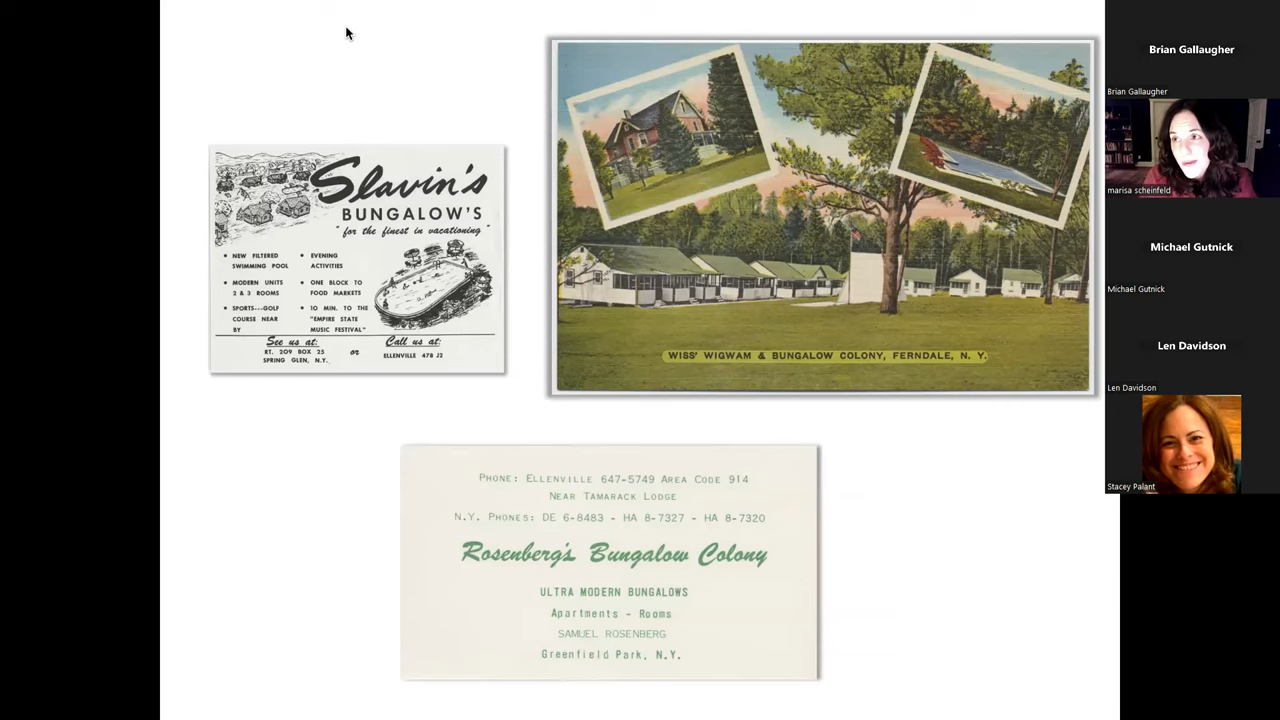 Slavin's
BUNGALOW'S
"for the finest in vacationing"
• NEW FILTERED
SWIMMING POOL
• MODERN UNITS
2 & 3 ROOMS
• SPORTS---GOLF
COURSE NEAR
BY
• EVENING
ACTIVITIES
• ONE BLOCK TO
FOOD MARKETS
• 10 MIN. TO THE
"EMPIRE STATE
MUSIC FESTIVAL"
See us at:
RT. 209 BOX 25
SPRING GLEN, N.Y.
or
Call us at:
ELLENVILLE 478 J2
WISS' WIGWAM & BUNGALOW COLONY, FERNDALE, N. Y.
PHONE: ELLENVILLE 647-5749 AREA CODE 914
NEAR TAMARACK LODGE
N.Y. PHONES: DE 6-8483 - HA 8-7327 - HA 8-7320
Rosenberg's Bungalow Colony
ULTRA MODERN BUNGALOWS
Apartments - Rooms
SAMUEL ROSENBERG
Greenfield Park, N.Y.
Brian Gallaugher
Brian Gallaugher
marisa scheinfeld
Michael Gutnick
Michael Gutnick
Len Davidson
Len Davidson
Stacey Palant